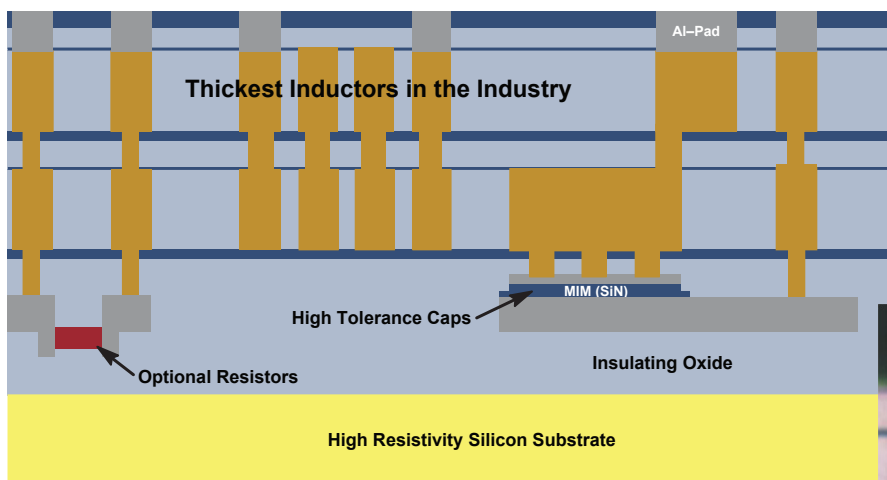 Al–Pad
Thickest Inductors in the Industry
MIM (SiN)
High Tolerance Caps
Insulating Oxide
Optional Resistors
High Resistivity Silicon Substrate